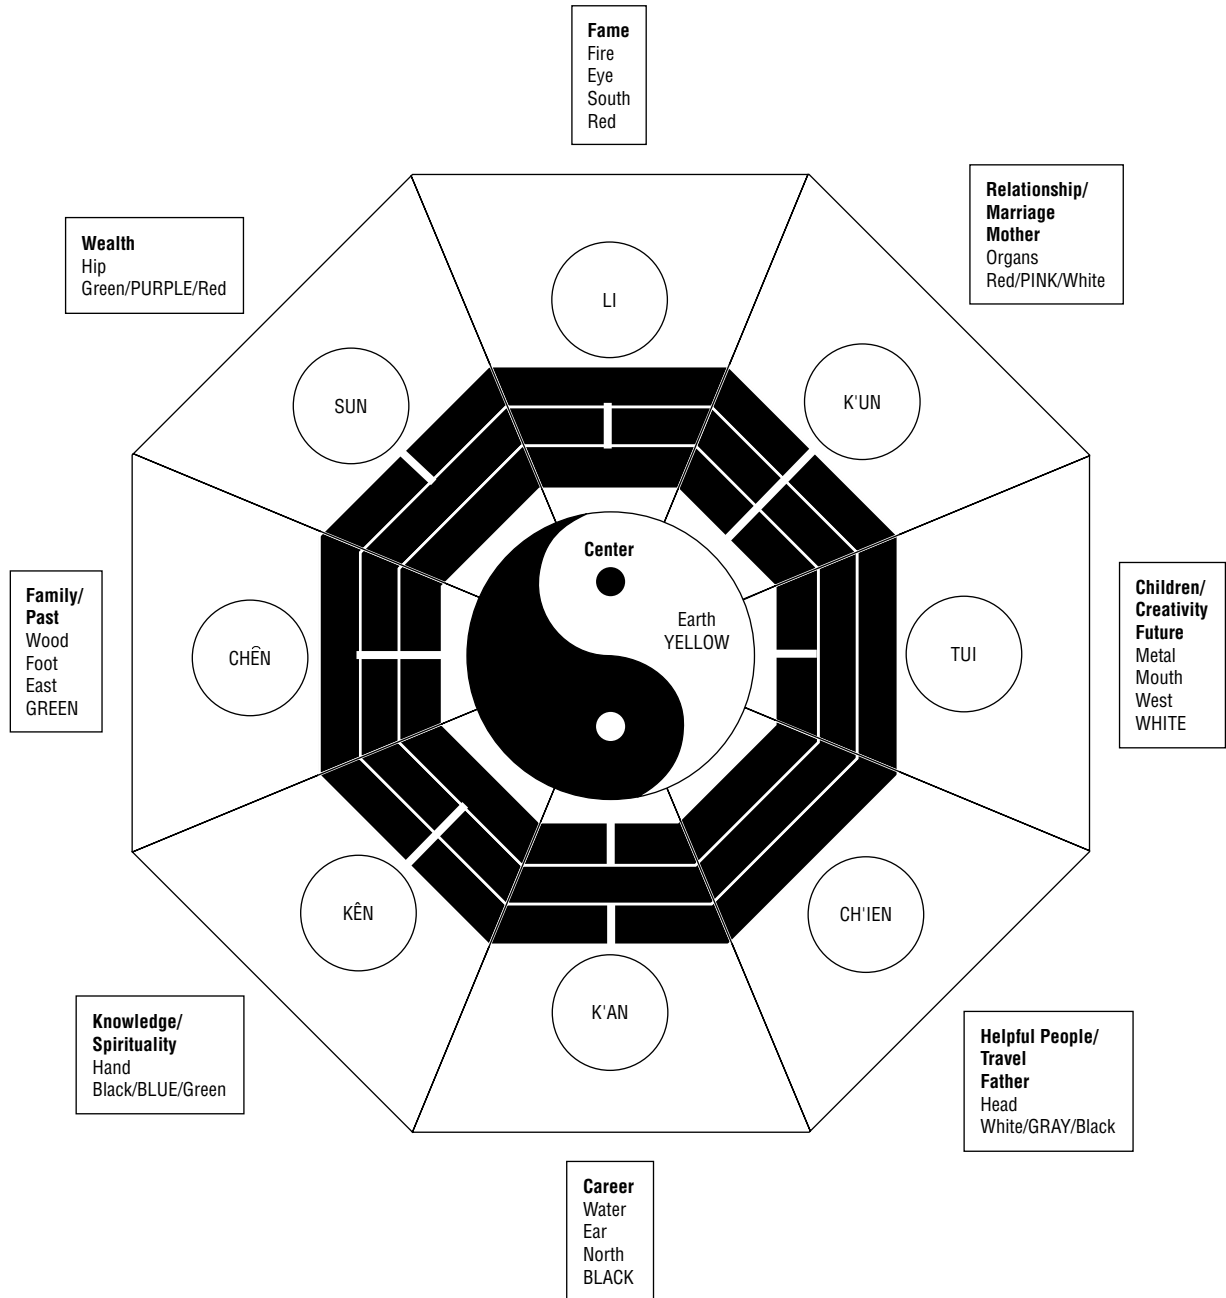 Fame
Fire
Eye
South
Red
Relationship/
Marriage
Mother
Organs
Red/PINK/White
Wealth
Hip
Green/PURPLE/Red
LI
SUN
K'UN
Center
Earth
YELLOW
Family/
Past
Wood
Foot
East
GREEN
CHÊN
TUI
Children/
Creativity
Future
Metal
Mouth
West
WHITE
KÊN
K'AN
CH'IEN
Knowledge/
Spirituality
Hand
Black/BLUE/Green
Helpful People/
Travel
Father
Head
White/GRAY/Black
Career
Water
Ear
North
BLACK